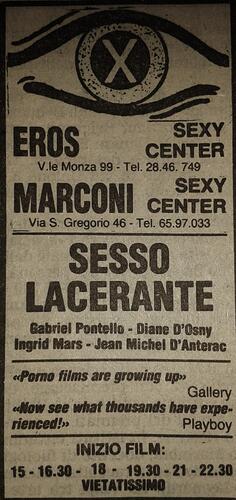 X
EROS SEXY CENTER
V.le Monza 99 - Tel. 28.46.749
MARCONI SEXY CENTER
Via S. Gregorio 46 - Tel. 65.97.033
SESSO
LACERANTE
Gabriel Pontello - Diane D'Osny
Ingrid Mars - Jean Michel D'Anterac
«Porno films are growing up»
Gallery
«Now see what thousands have expe-
rienced!» Playboy
INIZIO FILM:
15 - 16.30 - 18 - 19.30 - 21 - 22.30
VIETATISSIMO